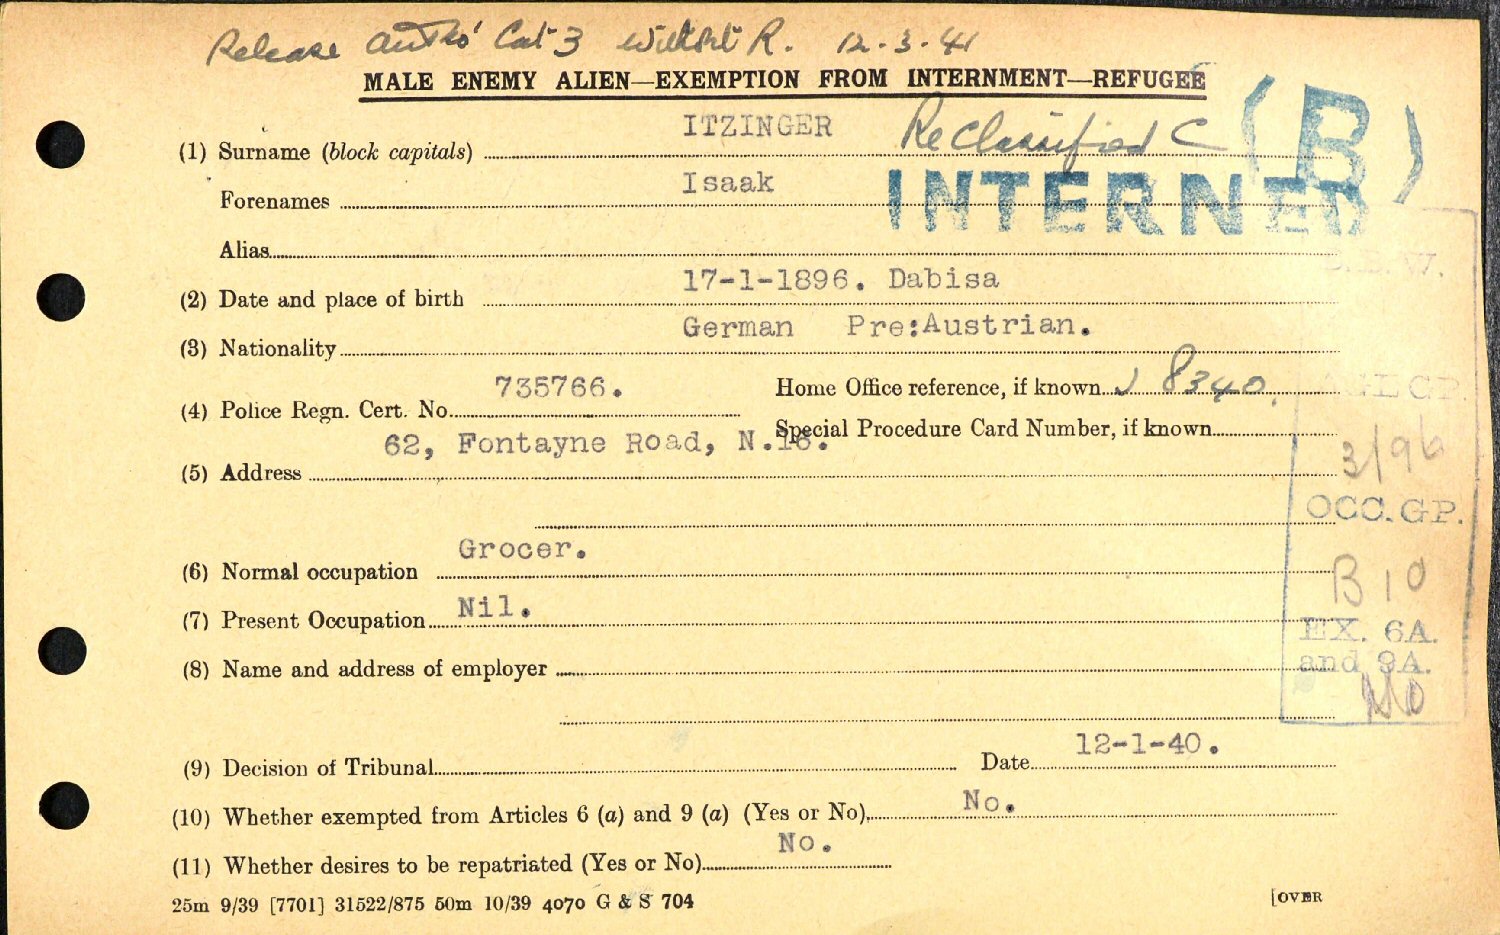 Release Cat 3 R. 12.3.41
MALE ENEMY ALIEN—EXEMPTION FROM INTERNMENT—REFUGEE
(B)
(1) Surname (block capitals) ITZINGER
Reclassified C
Forenames Isaak
INTERNED
Alias
(2) Date and place of birth 17-1-1896. Dabisa
(3) Nationality German Pre:Austrian.
(4) Police Regn. Cert. No. 735766.
Home Office reference, if known. J 8340.
Special Procedure Card Number, if known
(5) Address 62, Fontayne Road, N.16.
AGE GP.
3/96
OCC. GP.
B 10
EX. 6A.
and 9A.
NO
(6) Normal occupation Grocer.
(7) Present Occupation Nil.
(8) Name and address of employer
(9) Decision of Tribunal Date 12-1-40.
(10) Whether exempted from Articles 6 (a) and 9 (a) (Yes or No). No.
(11) Whether desires to be repatriated (Yes or No) No.
25m 9/39 [7701] 31522/875 50m 10/39 4070 G & S 704
[OVER